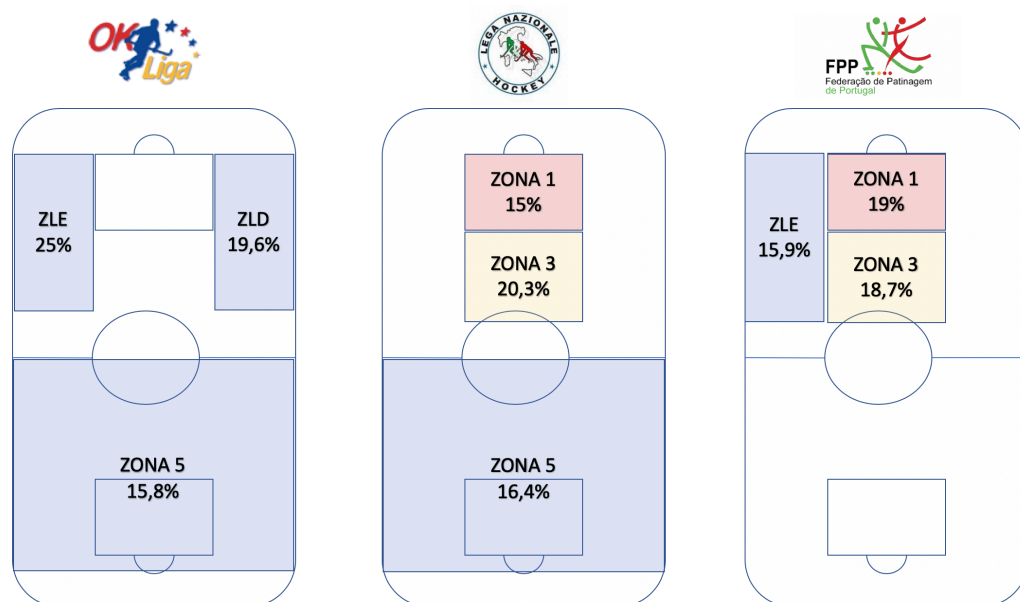 OK
Liga
LEGA NAZIONALE
HOCKEY
FPP
Federação de Patinagem
de Portugal
ZLE
25%
ZLD
19,6%
ZONA 5
15,8%
ZONA 1
15%
ZONA 3
20,3%
ZONA 5
16,4%
ZLE
15,9%
ZONA 1
19%
ZONA 3
18,7%